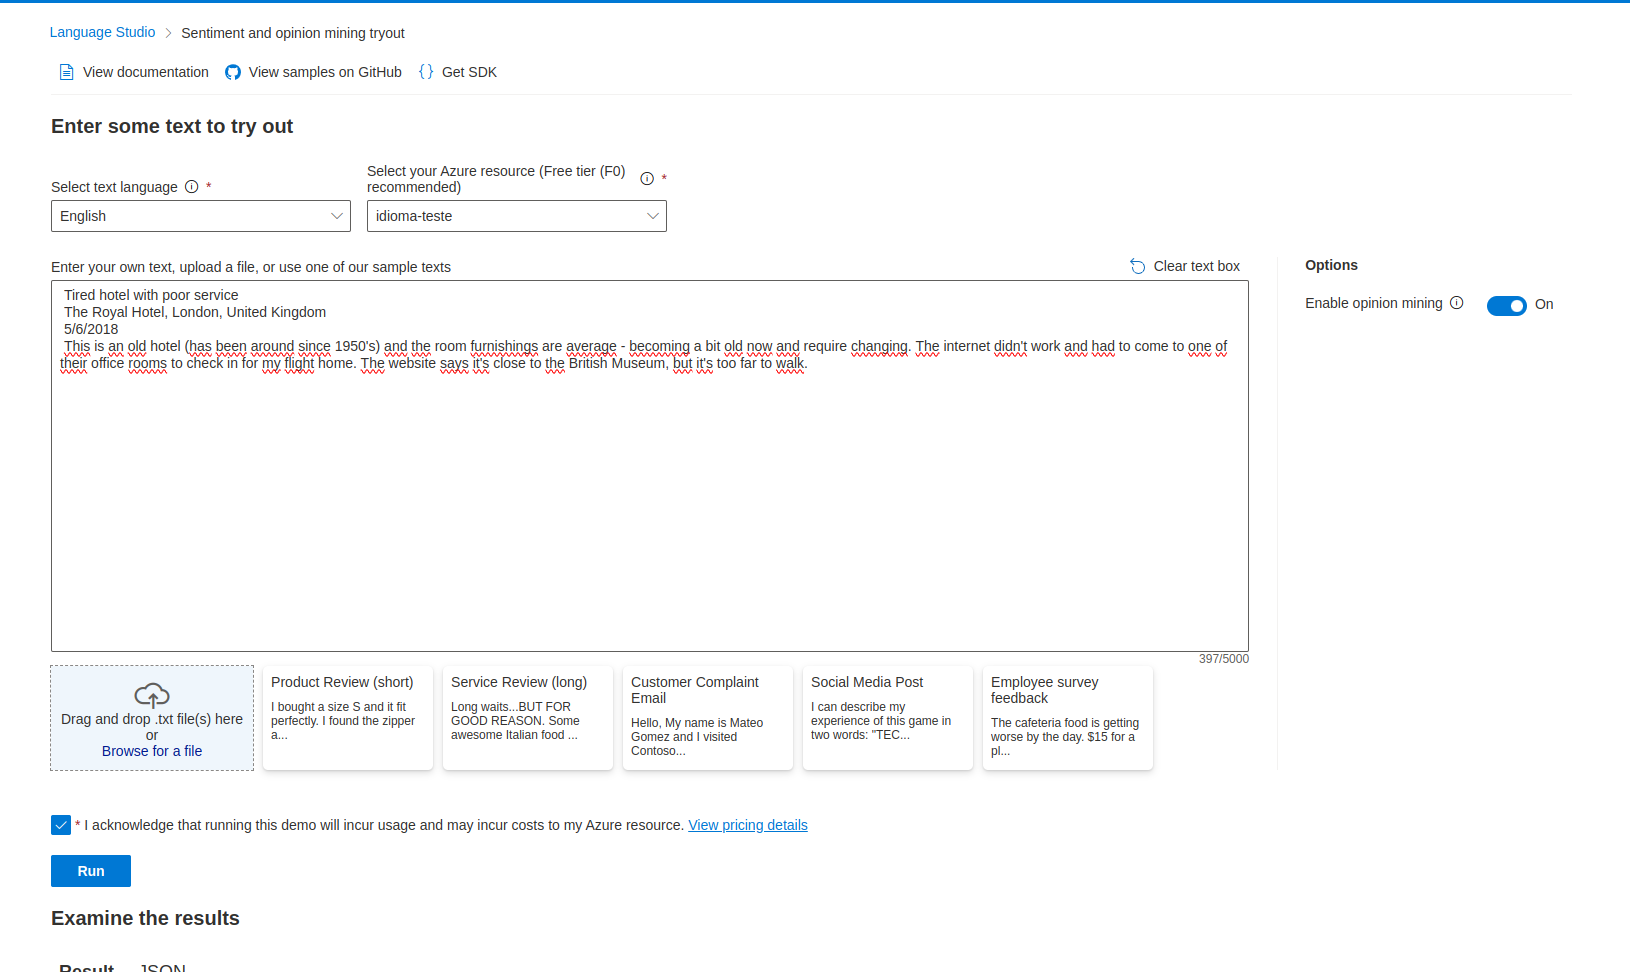 Language Studio > Sentiment and opinion mining tryout
View documentation View samples on GitHub {} Get SDK
Enter some text to try out
Select your Azure resource (Free tier (F0)
recommended) *
Select text language *
English
idioma-teste
Enter your own text, upload a file, or use one of our sample texts
Clear text box
Tired hotel with poor service
The Royal Hotel, London, United Kingdom
5/6/2018
This is an old hotel (has been around since 1950's) and the room furnishings are average - becoming a bit old now and require changing. The internet didn't work and had to come to one of
their office rooms to check in for my flight home. The website says it's close to the British Museum, but it's too far to walk.
397/5000
Options
Enable opinion mining On
Drag and drop .txt file(s) here
or
Browse for a file
Product Review (short)
I bought a size S and it fit
perfectly. I found the zipper
a...
Service Review (long)
Long waits...BUT FOR
GOOD REASON. Some
awesome Italian food ...
Customer Complaint
Email
Hello, My name is Mateo
Gomez and I visited
Contoso...
Social Media Post
I can describe my
experience of this game in
two words: "TEC...
Employee survey
feedback
The cafeteria food is getting
worse by the day. $15 for a
pl...
* I acknowledge that running this demo will incur usage and may incur costs to my Azure resource. View pricing details
Run
Examine the results
Result JSON